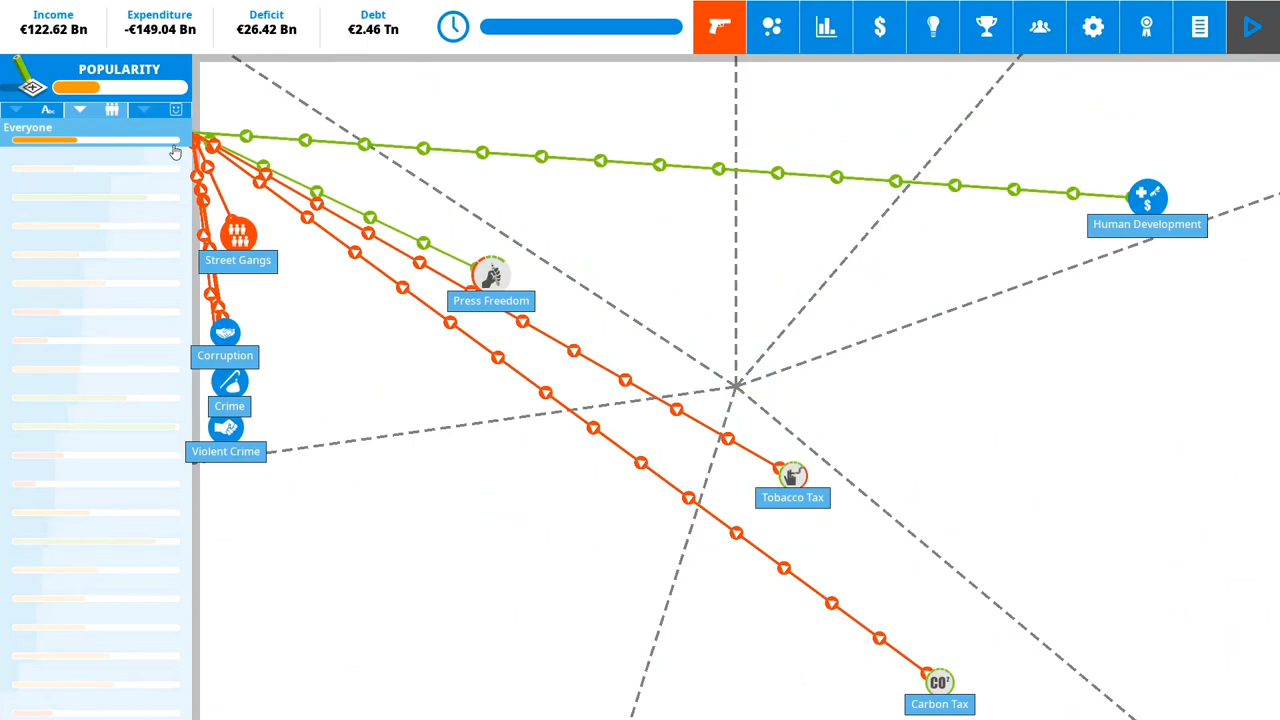 Income
€122.62 Bn
Expenditure
-€149.04 Bn
Deficit
€26.42 Bn
Debt
€2.46 Tn
POPULARITY
Everyone
Human Development
Street Gangs
Press Freedom
Corruption
Crime
Violent Crime
Tobacco Tax
CO²
Carbon Tax